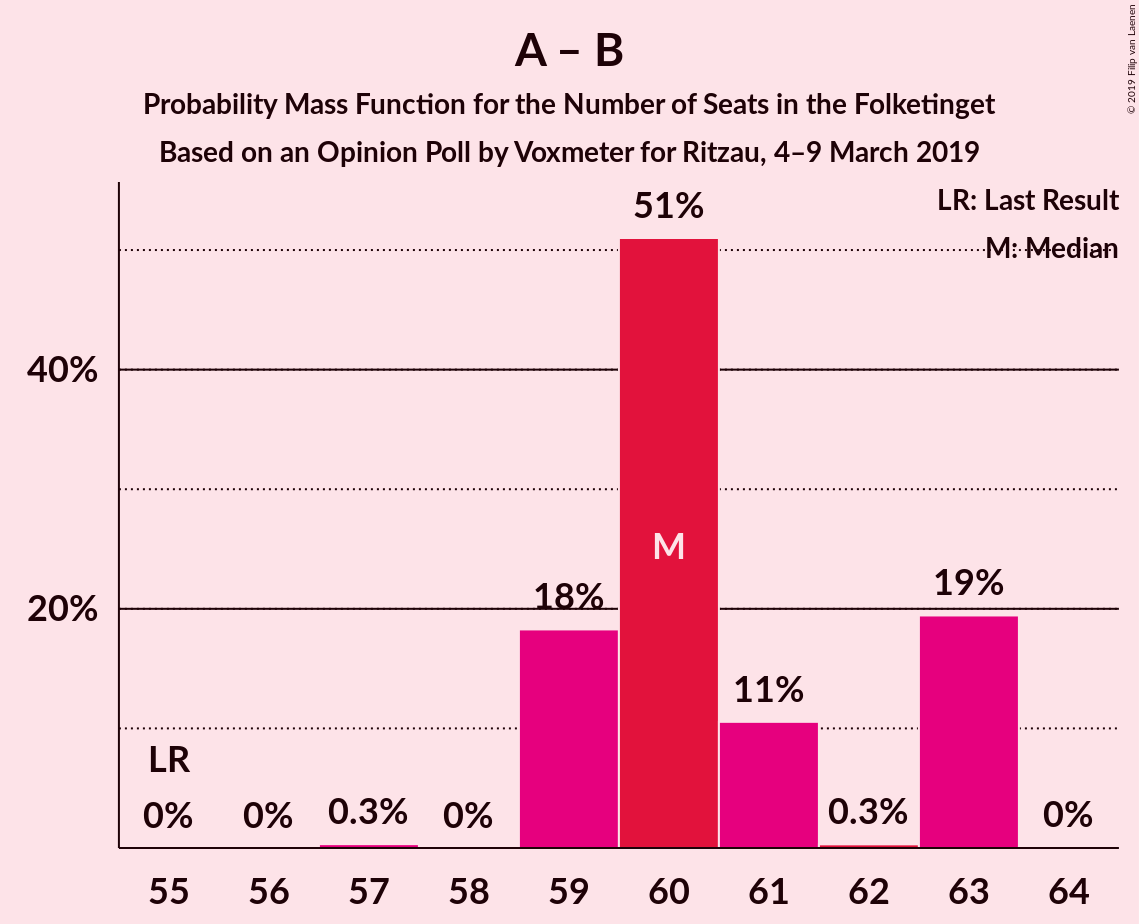 A – B
Probability Mass Function for the Number of Seats in the Folketinget
Based on an Opinion Poll by Voxmeter for Ritzau, 4–9 March 2019
© 2019 Filip van Laenen
LR: Last Result
M: Median
51%
40%
M
20%
18%
19%
11%
LR
0%
0%
0.3%
0%
0.3%
0%
55 56 57 58 59 60 61 62 63 64